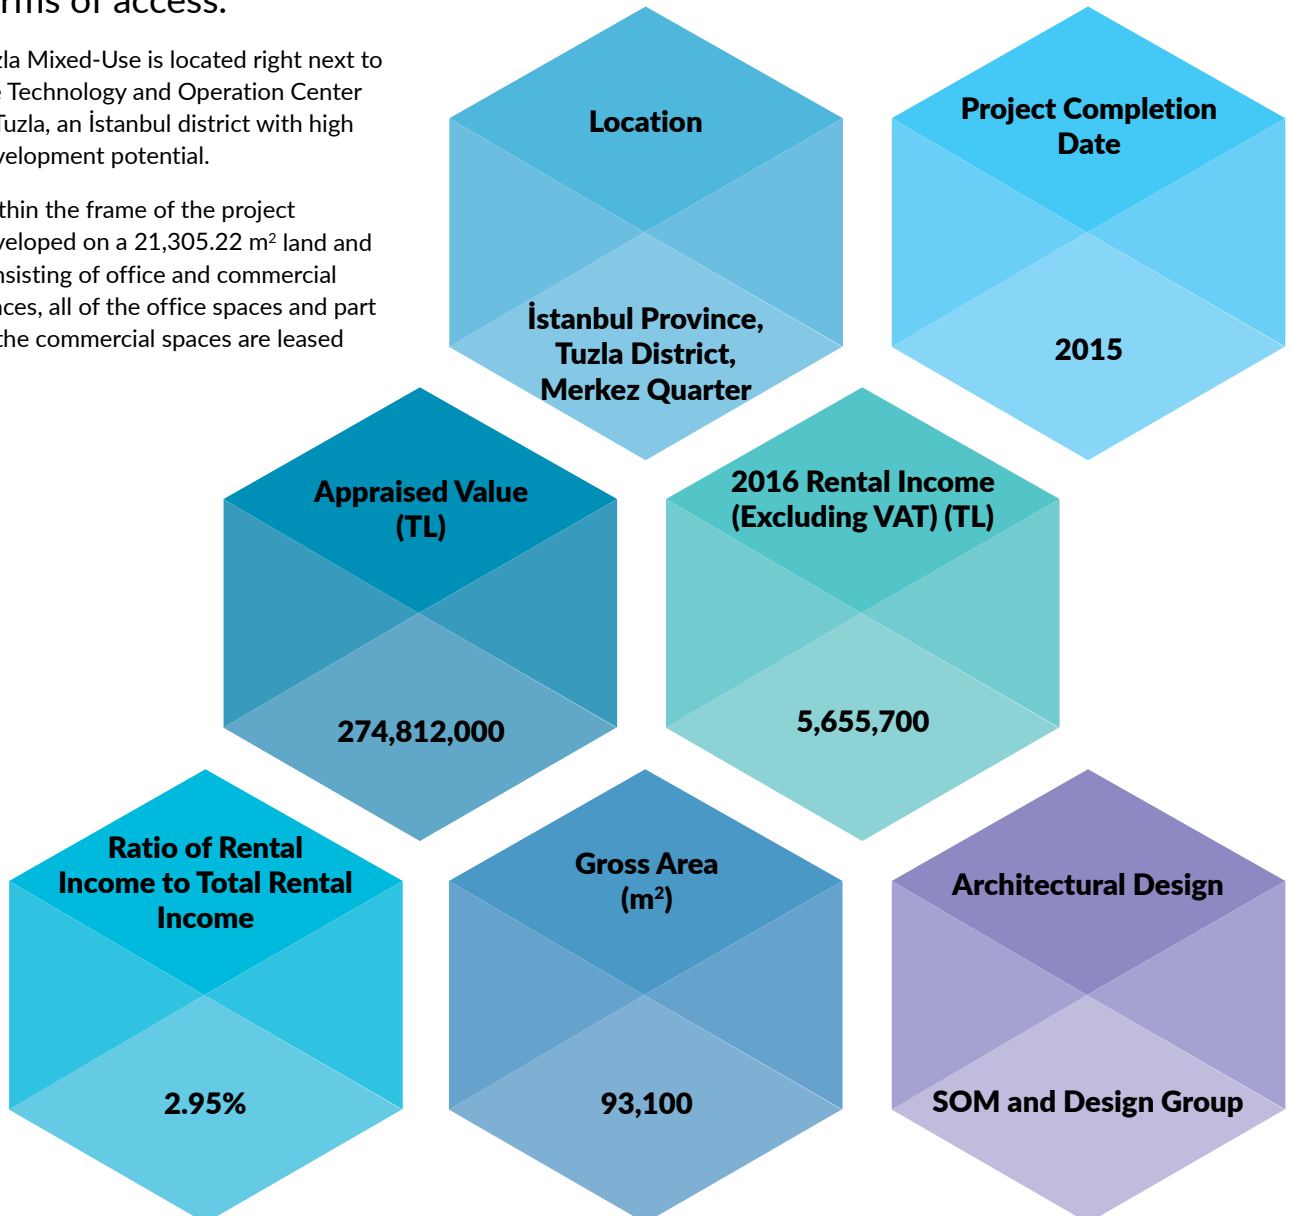 rms of access.
zla Mixed-Use is located right next to
e Technology and Operation Center
Tuzla, an İstanbul district with high
velopment potential.
thin the frame of the project
veloped on a 21,305.22 m² land and
nsisting of office and commercial
aces, all of the office spaces and part
the commercial spaces are leased
Location
İstanbul Province,
Tuzla District,
Merkez Quarter
Project Completion
Date
2015
Appraised Value
(TL)
274,812,000
2016 Rental Income
(Excluding VAT) (TL)
5,655,700
Ratio of Rental
Income to Total Rental
Income
2.95%
Gross Area
(m²)
93,100
Architectural Design
SOM and Design Group